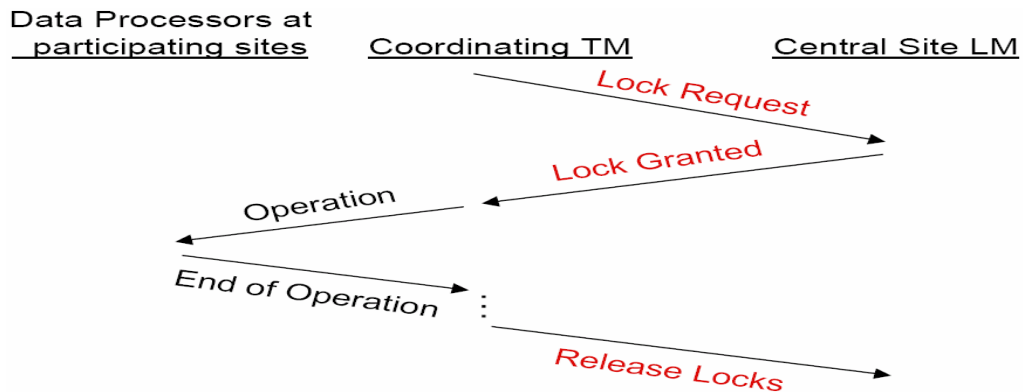 Data Processors at
participating sites
Coordinating TM
Central Site LM
Lock Request
Lock Granted
Operation
End of Operation
Release Locks